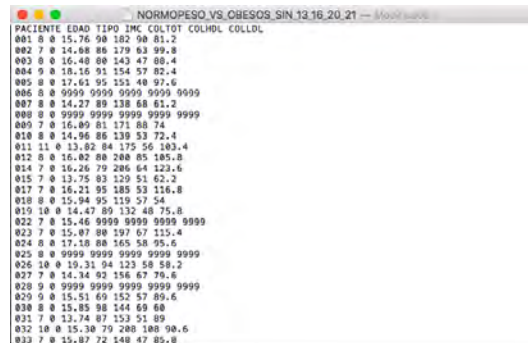 NORMOPESO_VS_OBESOS_SIN_13_16_20_21
PACIENTE EDAD TIPO IMC COLTOT COLHDL COLLDL
001 8 0 15.76 90 182 90 81.2
002 7 0 14.68 86 179 63 99.8
003 8 0 16.48 80 143 47 88.4
004 9 0 18.16 91 154 57 82.4
005 8 0 17.61 95 151 40 97.6
006 8 0 9999 9999 9999 9999 9999
007 8 0 14.27 89 138 68 61.2
008 8 0 9999 9999 9999 9999 9999
009 7 0 16.09 81 171 88 74
010 8 0 14.96 86 139 53 72.4
011 11 0 13.82 84 175 56 103.4
012 8 0 16.02 80 200 85 105.8
014 7 0 16.26 79 206 64 123.6
015 7 0 13.75 83 129 51 62.2
017 7 0 16.21 95 185 53 116.8
018 8 0 15.94 95 119 57 54
019 10 0 14.47 89 132 48 75.8
022 7 0 15.46 9999 9999 9999 9999
023 7 0 15.07 80 197 67 115.4
024 8 0 17.18 80 165 58 95.6
025 8 0 9999 9999 9999 9999 9999
026 10 0 19.31 94 123 58 58.2
027 7 0 14.34 92 156 67 79.6
028 9 0 9999 9999 9999 9999 9999
029 9 0 15.51 69 152 57 89.6
030 8 0 15.85 98 144 69 60
031 7 0 13.74 87 153 51 89
032 10 0 15.30 79 208 108 90.6
033 7 0 15.87 72 148 47 85.8